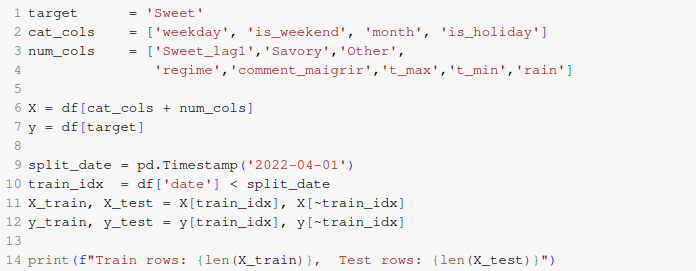 1 target       = 'Sweet'
2 cat_cols     = ['weekday', 'is_weekend', 'month', 'is_holiday']
3 num_cols     = ['Sweet_lag1','Savory','Other',
4                 'regime','comment_maigrir','t_max','t_min','rain']
5
6 X = df[cat_cols + num_cols]
7 y = df[target]
8
9 split_date = pd.Timestamp('2022-04-01')
10 train_idx  = df['date'] < split_date
11 X_train, X_test = X[train_idx], X[~train_idx]
12 y_train, y_test = y[train_idx], y[~train_idx]
13
14 print(f"Train rows: {len(X_train)},  Test rows: {len(X_test)}")